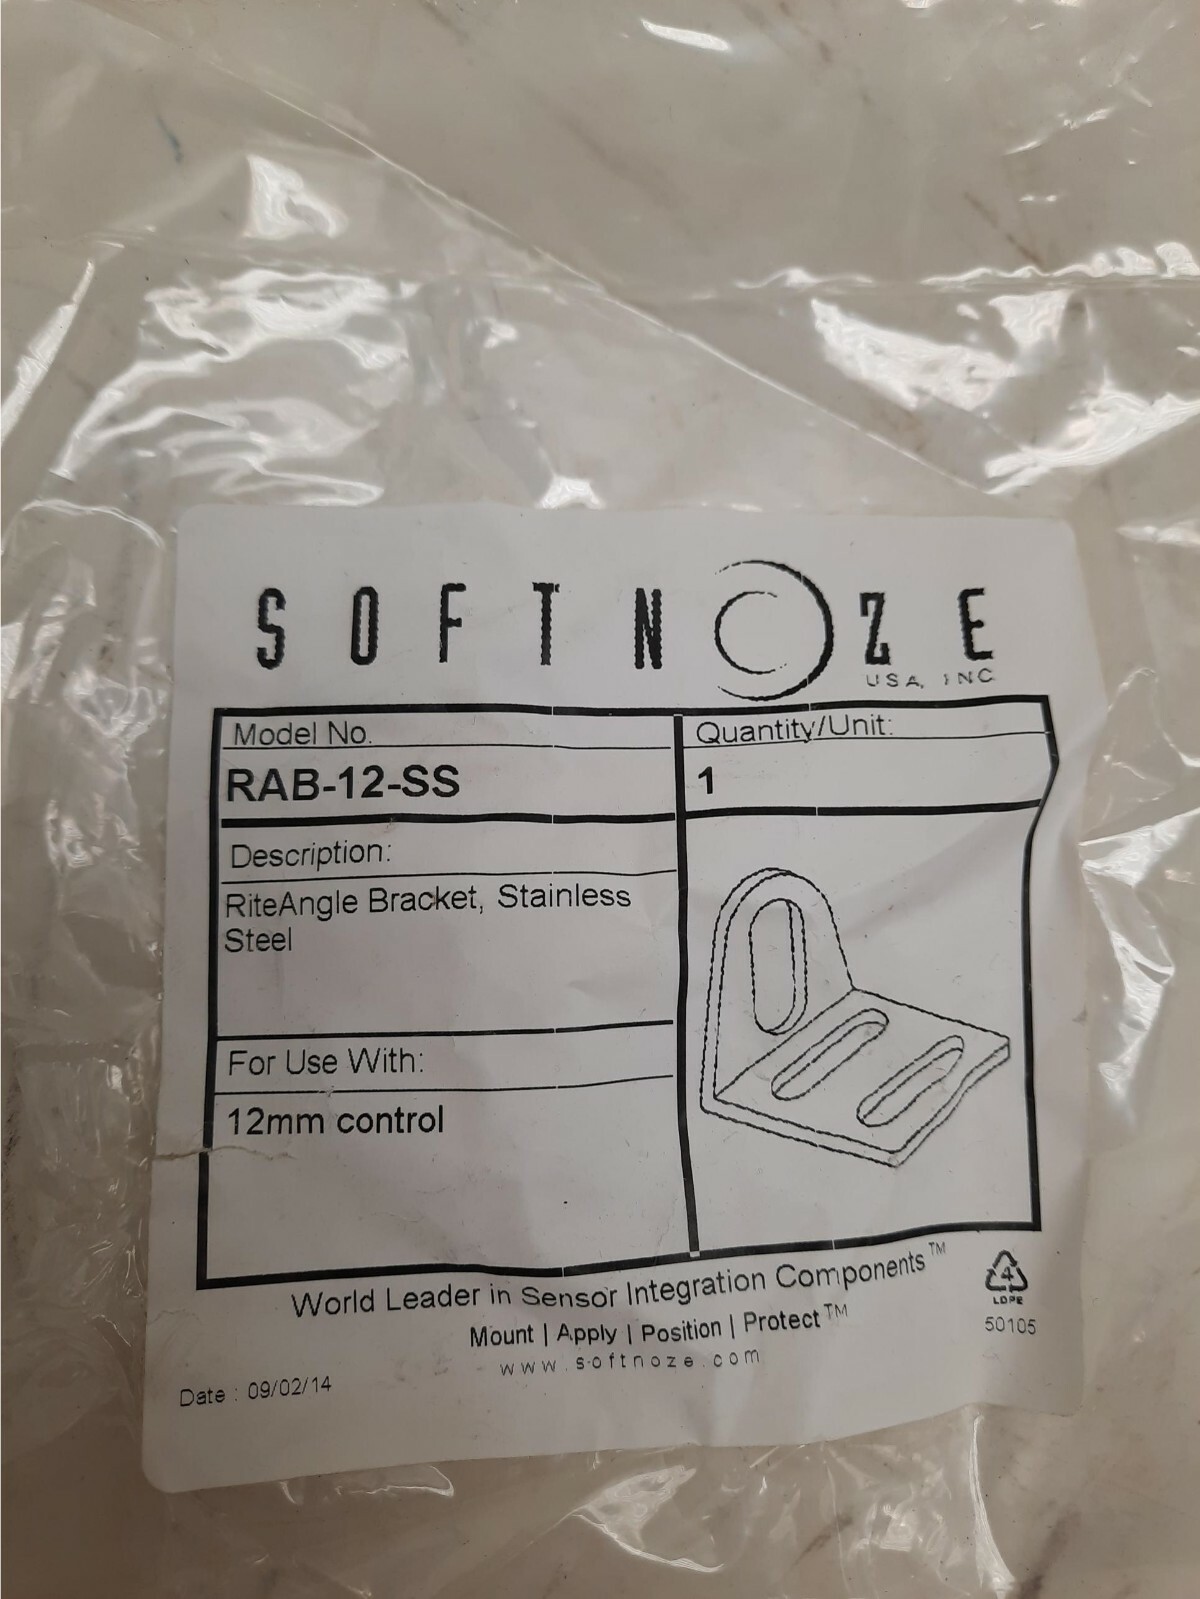 SOFTNOZE
USA, INC
Model No.
Quantity/Unit:
RAB-12-SS
1
Description:
RiteAngle Bracket, Stainless
Steel
For Use With:
12mm control
World Leader in Sensor Integration Components™
Mount | Apply | Position | Protect™
www.softnoze.com
4
LDPE
50105
Date : 09/02/14